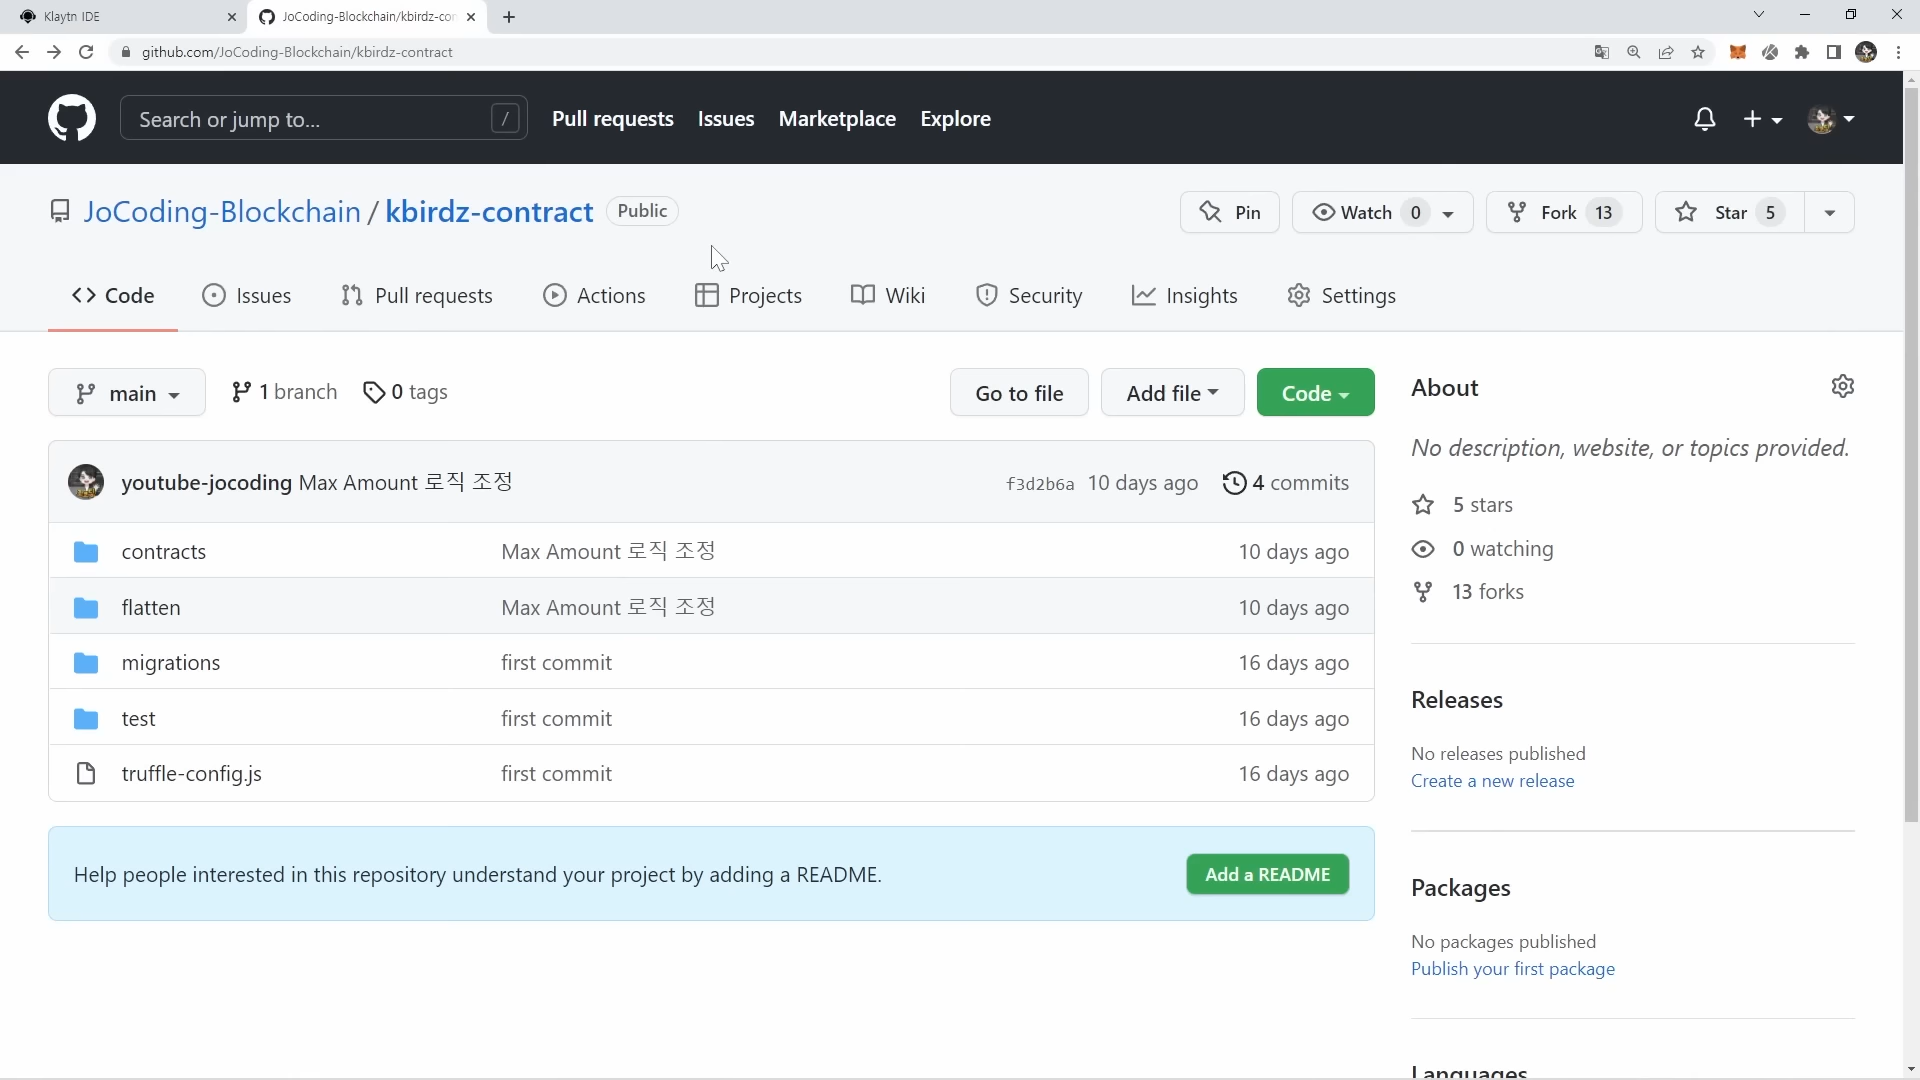 Klaytn IDE
JoCoding-Blockchain/kbirdz-con
github.com/JoCoding-Blockchain/kbirdz-contract
Search or jump to...
/
Pull requests
Issues
Marketplace
Explore
JoCoding-Blockchain / kbirdz-contract
Public
Pin
Watch 0
Fork 13
Star 5
Code
Issues
Pull requests
Actions
Projects
Wiki
Security
Insights
Settings
main
1 branch
0 tags
Go to file
Add file
Code
youtube-jocoding Max Amount 로직 조정
f3d2b6a 10 days ago
4 commits
contracts Max Amount 로직 조정 10 days ago
flatten Max Amount 로직 조정 10 days ago
migrations first commit 16 days ago
test first commit 16 days ago
truffle-config.js first commit 16 days ago
Help people interested in this repository understand your project by adding a README.
Add a README
About
No description, website, or topics provided.
5 stars
0 watching
13 forks
Releases
No releases published
Create a new release
Packages
No packages published
Publish your first package
Languages